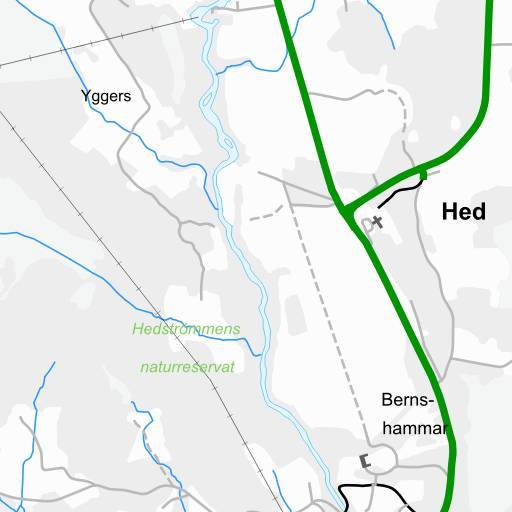 Yggers
Hed
Hedströmmens
naturreservat
Berns-
hammar